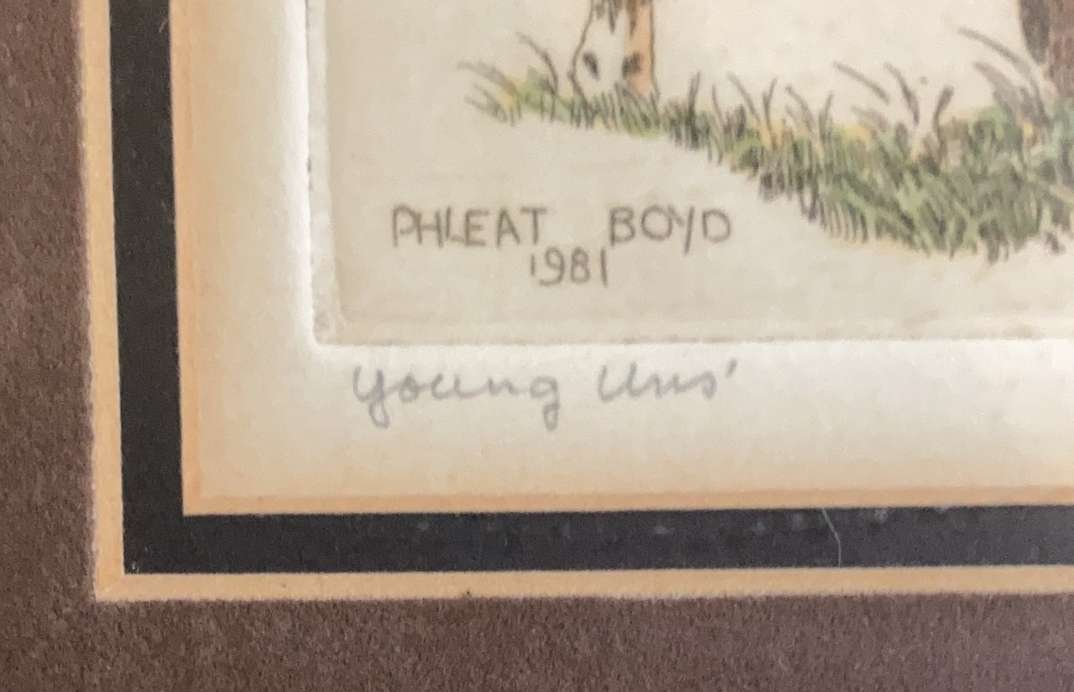 PHLEAT BOYD
1981
Young Uns'